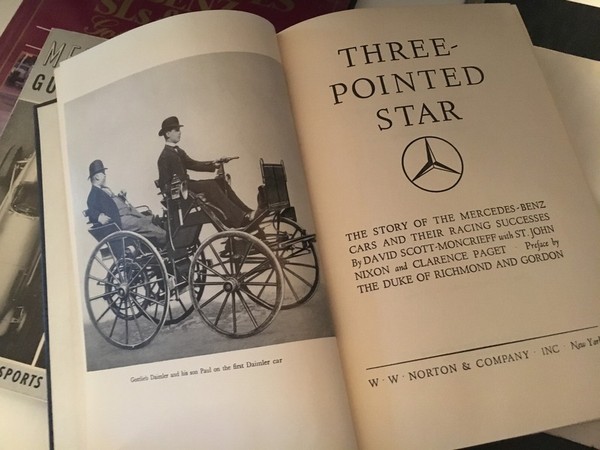 THREE-
POINTED
STAR
THE STORY OF THE MERCEDES-BENZ
CARS AND THEIR RACING SUCCESSES
By DAVID SCOTT-MONCRIEFF with ST. JOHN
NIXON and CLARENCE PAGET · Preface by
THE DUKE OF RICHMOND AND GORDON
W · W · NORTON & COMPANY · INC · New York
Gottlieb Daimler and his son Paul on the first Daimler car
SPORTS